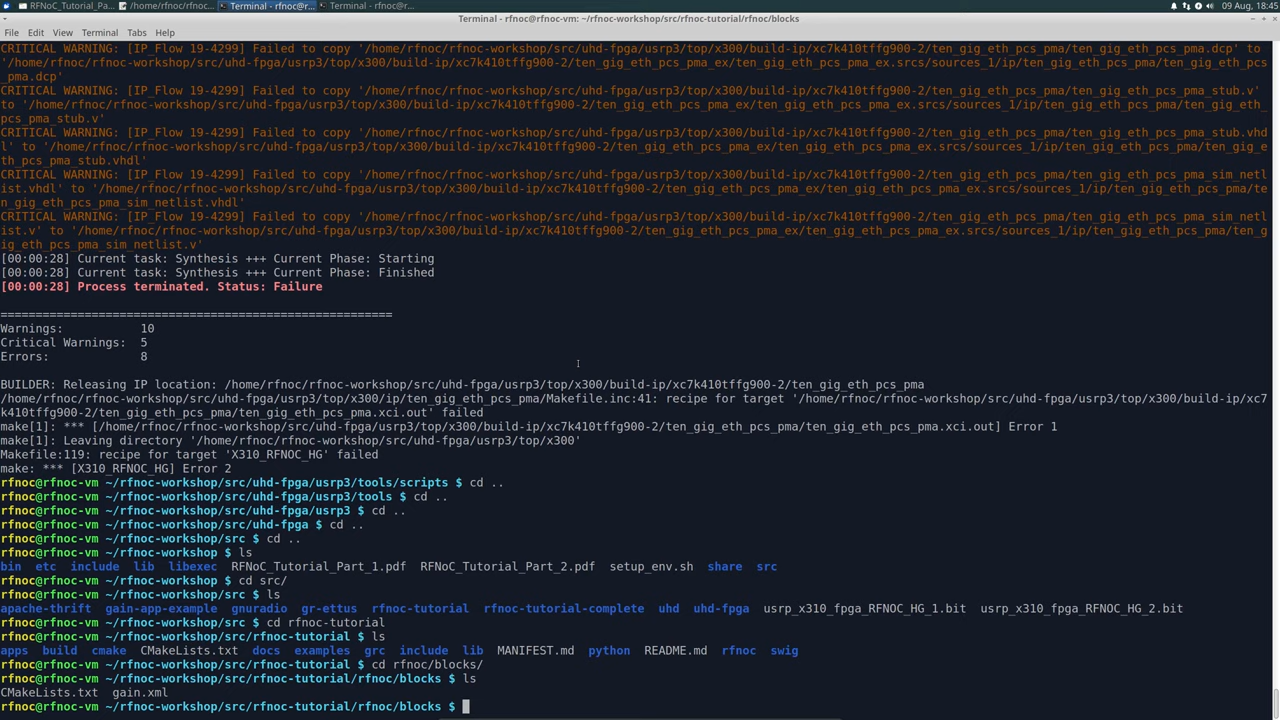 RFNoC_Tutorial_Pa...
/home/rfnoc/rfnoc...
Terminal - rfnoc@r...
Terminal - rfnoc@r...
09 Aug, 18:45
Terminal - rfnoc@rfnoc-vm: ~/rfnoc-workshop/src/rfnoc-tutorial/rfnoc/blocks
File Edit View Terminal Tabs Help
CRITICAL WARNING: [IP_Flow 19-4299] Failed to copy '/home/rfnoc/rfnoc-workshop/src/uhd-fpga/usrp3/top/x300/build-ip/xc7k410tffg900-2/ten_gig_eth_pcs_pma/ten_gig_eth_pcs_pma.dcp' to
'/home/rfnoc/rfnoc-workshop/src/uhd-fpga/usrp3/top/x300/build-ip/xc7k410tffg900-2/ten_gig_eth_pcs_pma_ex/ten_gig_eth_pcs_pma_ex.srcs/sources_1/ip/ten_gig_eth_pcs_pma/ten_gig_eth_pcs
_pma.dcp'
CRITICAL WARNING: [IP_Flow 19-4299] Failed to copy '/home/rfnoc/rfnoc-workshop/src/uhd-fpga/usrp3/top/x300/build-ip/xc7k410tffg900-2/ten_gig_eth_pcs_pma/ten_gig_eth_pcs_pma_stub.v'
to '/home/rfnoc/rfnoc-workshop/src/uhd-fpga/usrp3/top/x300/build-ip/xc7k410tffg900-2/ten_gig_eth_pcs_pma_ex/ten_gig_eth_pcs_pma_ex.srcs/sources_1/ip/ten_gig_eth_pcs_pma/ten_gig_eth_
pcs_pma_stub.v'
CRITICAL WARNING: [IP_Flow 19-4299] Failed to copy '/home/rfnoc/rfnoc-workshop/src/uhd-fpga/usrp3/top/x300/build-ip/xc7k410tffg900-2/ten_gig_eth_pcs_pma/ten_gig_eth_pcs_pma_stub.vhd
l' to '/home/rfnoc/rfnoc-workshop/src/uhd-fpga/usrp3/top/x300/build-ip/xc7k410tffg900-2/ten_gig_eth_pcs_pma_ex/ten_gig_eth_pcs_pma_ex.srcs/sources_1/ip/ten_gig_eth_pcs_pma/ten_gig_e
th_pcs_pma_stub.vhdl'
CRITICAL WARNING: [IP_Flow 19-4299] Failed to copy '/home/rfnoc/rfnoc-workshop/src/uhd-fpga/usrp3/top/x300/build-ip/xc7k410tffg900-2/ten_gig_eth_pcs_pma/ten_gig_eth_pcs_pma_sim_netl
ist.vhdl' to '/home/rfnoc/rfnoc-workshop/src/uhd-fpga/usrp3/top/x300/build-ip/xc7k410tffg900-2/ten_gig_eth_pcs_pma_ex/ten_gig_eth_pcs_pma_ex.srcs/sources_1/ip/ten_gig_eth_pcs_pma/te
n_gig_eth_pcs_pma_sim_netlist.vhdl'
CRITICAL WARNING: [IP_Flow 19-4299] Failed to copy '/home/rfnoc/rfnoc-workshop/src/uhd-fpga/usrp3/top/x300/build-ip/xc7k410tffg900-2/ten_gig_eth_pcs_pma/ten_gig_eth_pcs_pma_sim_netl
ist.v' to '/home/rfnoc/rfnoc-workshop/src/uhd-fpga/usrp3/top/x300/build-ip/xc7k410tffg900-2/ten_gig_eth_pcs_pma_ex/ten_gig_eth_pcs_pma_ex.srcs/sources_1/ip/ten_gig_eth_pcs_pma/ten_g
ig_eth_pcs_pma_sim_netlist.v'
[00:00:28] Current task: Synthesis +++ Current Phase: Starting
[00:00:28] Current task: Synthesis +++ Current Phase: Finished
[00:00:28] Process terminated. Status: Failure
========================================================
Warnings: 10
Critical Warnings: 5
Errors: 8
BUILDER: Releasing IP location: /home/rfnoc/rfnoc-workshop/src/uhd-fpga/usrp3/top/x300/build-ip/xc7k410tffg900-2/ten_gig_eth_pcs_pma
/home/rfnoc/rfnoc-workshop/src/uhd-fpga/usrp3/top/x300/ip/ten_gig_eth_pcs_pma/Makefile.inc:41: recipe for target '/home/rfnoc/rfnoc-workshop/src/uhd-fpga/usrp3/top/x300/build-ip/xc7
k410tffg900-2/ten_gig_eth_pcs_pma/ten_gig_eth_pcs_pma.xci.out' failed
make[1]: *** [/home/rfnoc/rfnoc-workshop/src/uhd-fpga/usrp3/top/x300/build-ip/xc7k410tffg900-2/ten_gig_eth_pcs_pma/ten_gig_eth_pcs_pma.xci.out] Error 1
make[1]: Leaving directory '/home/rfnoc/rfnoc-workshop/src/uhd-fpga/usrp3/top/x300'
Makefile:119: recipe for target 'X310_RFNOC_HG' failed
make: *** [X310_RFNOC_HG] Error 2
rfnoc@rfnoc-vm ~/rfnoc-workshop/src/uhd-fpga/usrp3/tools/scripts $ cd ..
rfnoc@rfnoc-vm ~/rfnoc-workshop/src/uhd-fpga/usrp3/tools $ cd ..
rfnoc@rfnoc-vm ~/rfnoc-workshop/src/uhd-fpga/usrp3 $ cd ..
rfnoc@rfnoc-vm ~/rfnoc-workshop/src/uhd-fpga $ cd ..
rfnoc@rfnoc-vm ~/rfnoc-workshop/src $ cd ..
rfnoc@rfnoc-vm ~/rfnoc-workshop $ ls
bin etc include lib libexec RFNoC_Tutorial_Part_1.pdf RFNoC_Tutorial_Part_2.pdf setup_env.sh share src
rfnoc@rfnoc-vm ~/rfnoc-workshop $ cd src/
rfnoc@rfnoc-vm ~/rfnoc-workshop/src $ ls
apache-thrift gain-app-example gnuradio gr-ettus rfnoc-tutorial rfnoc-tutorial-complete uhd uhd-fpga usrp_x310_fpga_RFNOC_HG_1.bit usrp_x310_fpga_RFNOC_HG_2.bit
rfnoc@rfnoc-vm ~/rfnoc-workshop/src $ cd rfnoc-tutorial
rfnoc@rfnoc-vm ~/rfnoc-workshop/src/rfnoc-tutorial $ ls
apps build cmake CMakeLists.txt docs examples grc include lib MANIFEST.md python README.md rfnoc swig
rfnoc@rfnoc-vm ~/rfnoc-workshop/src/rfnoc-tutorial $ cd rfnoc/blocks/
rfnoc@rfnoc-vm ~/rfnoc-workshop/src/rfnoc-tutorial/rfnoc/blocks $ ls
CMakeLists.txt gain.xml
rfnoc@rfnoc-vm ~/rfnoc-workshop/src/rfnoc-tutorial/rfnoc/blocks $